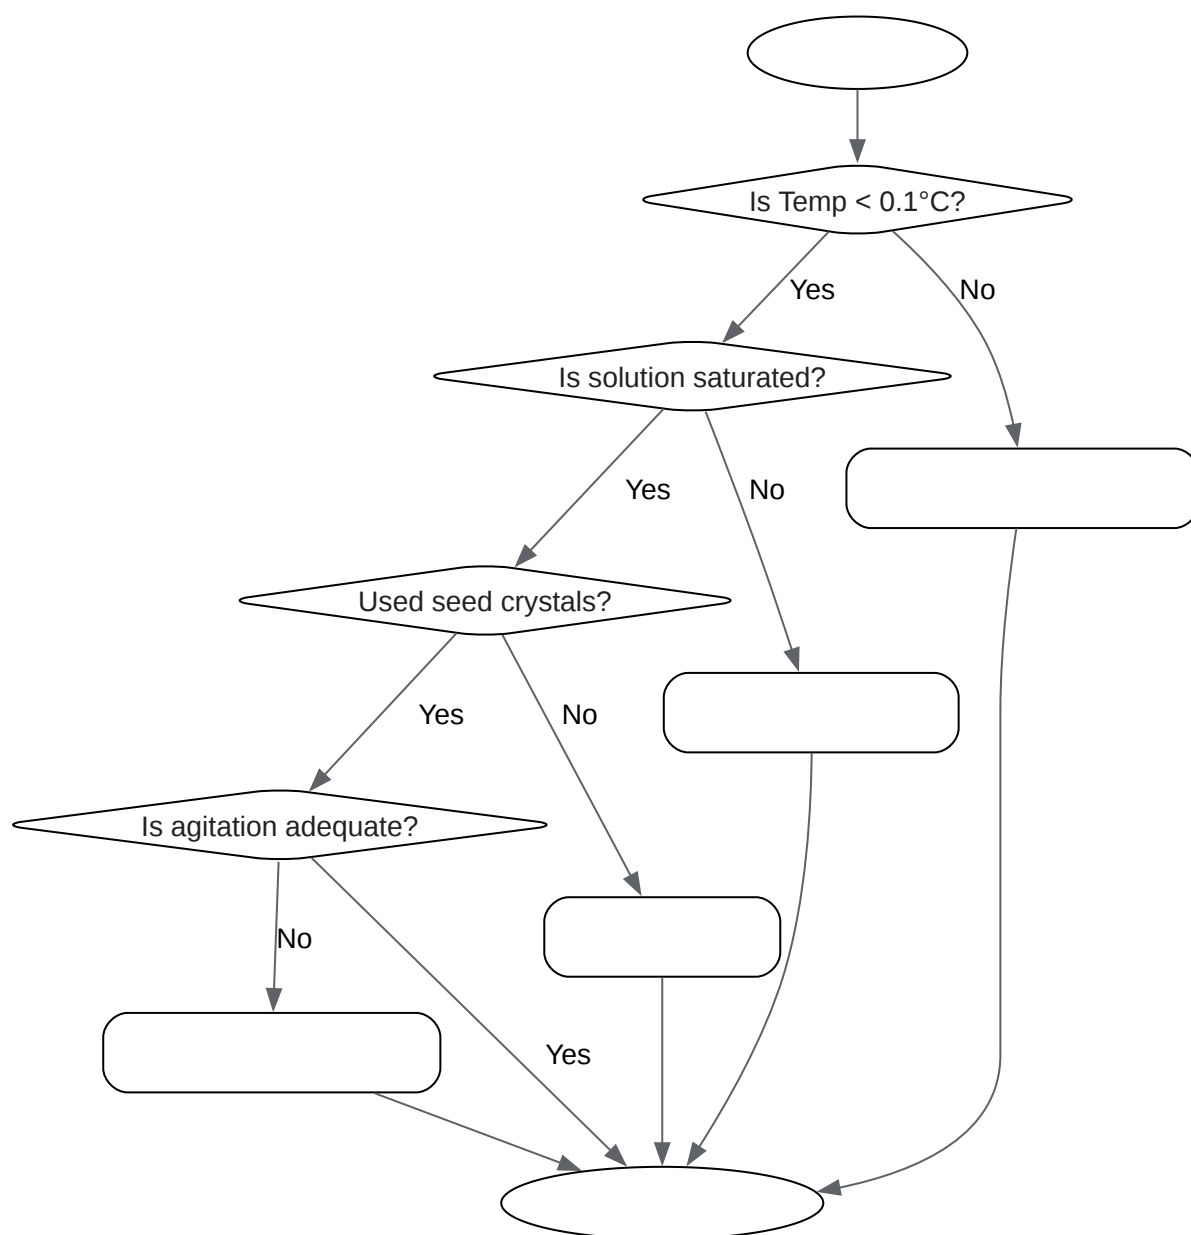 Is Temp < 0.1°C?
Yes
No
Is solution saturated?
Yes
No
Used seed crystals?
Yes
No
Is agitation adequate?
No
Yes